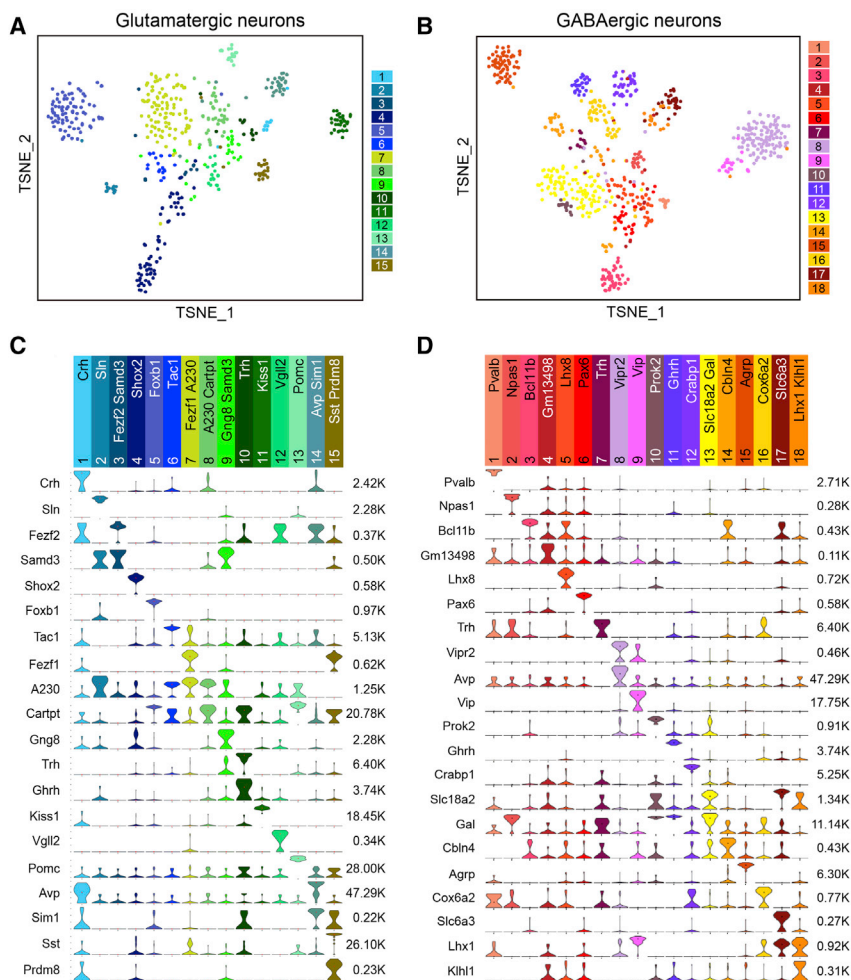 A
Glutamatergic neurons
TSNE_2
TSNE_1
1
2
3
4
5
6
7
8
9
10
11
12
13
14
15
B
GABAergic neurons
TSNE_2
TSNE_1
1
2
3
4
5
6
7
8
9
10
11
12
13
14
15
16
17
18
C
1 Crh
2 Sln
3 Fezf2 Samd3
4 Shox2
5 Foxb1
6 Tac1
7 Fezf1 A230
8 A230 Cartpt
9 Gng8 Samd3
10 Trh
11 Kiss1
12 Vgll2
13 Pomc
14 Avp Sim1
15 Sst Prdm8
Crh 2.42K
Sln 2.28K
Fezf2 0.37K
Samd3 0.50K
Shox2 0.58K
Foxb1 0.97K
Tac1 5.13K
Fezf1 0.62K
A230 1.25K
Cartpt 20.78K
Gng8 2.28K
Trh 6.40K
Ghrh 3.74K
Kiss1 18.45K
Vgll2 0.34K
Pomc 28.00K
Avp 47.29K
Sim1 0.22K
Sst 26.10K
Prdm8 0.23K
D
1 Pvalb
2 Npas1
3 Bcl11b
4 Gm13498
5 Lhx8
6 Pax6
7 Trh
8 Vipr2
9 Vip
10 Prok2
11 Ghrh
12 Crabp1
13 Slc18a2 Gal
14 Cbln4
15 Agrp
16 Cox6a2
17 Slc6a3
18 Lhx1 Klhl1
Pvalb 2.71K
Npas1 0.28K
Bcl11b 0.43K
Gm13498 0.11K
Lhx8 0.72K
Pax6 0.58K
Trh 6.40K
Vipr2 0.46K
Avp 47.29K
Vip 17.75K
Prok2 0.91K
Ghrh 3.74K
Crabp1 5.25K
Slc18a2 1.34K
Gal 11.14K
Cbln4 0.43K
Agrp 6.30K
Cox6a2 0.77K
Slc6a3 0.27K
Lhx1 0.92K
Klhl1 0.31K